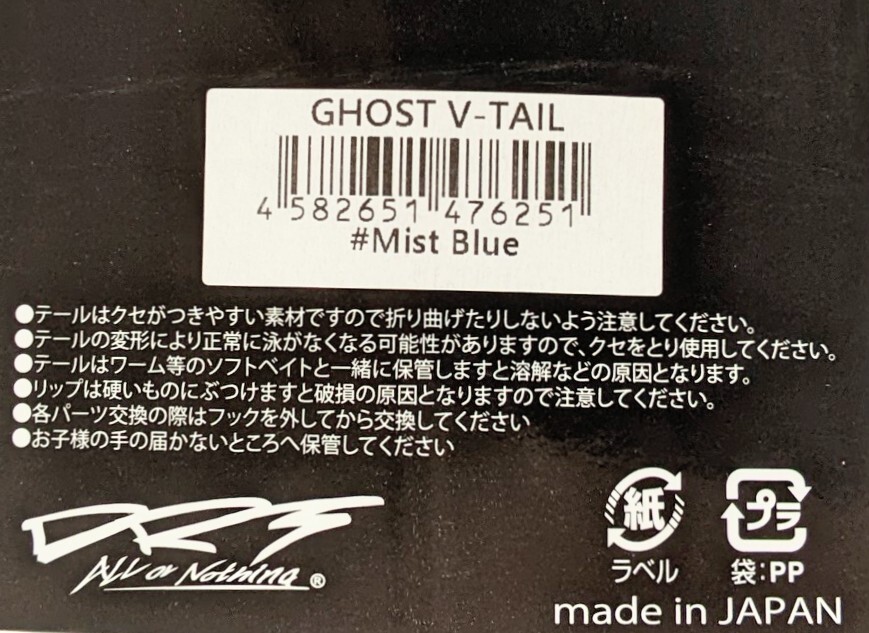 GHOST V-TAIL
4 582651 476251
#Mist Blue
●テールはクセがつきやすい素材ですので折り曲げたりしないよう注意してください。
●テールの変形により正常に泳がなくなる可能性がありますので、クセをとり使用してください。
●テールはワーム等のソフトベイトと一緒に保管しますと溶解などの原因となります。
●リップは硬いものにぶつけますと破損の原因となりますので注意してください。
●各パーツ交換の際はフックを外してから交換してください
●お子様の手の届かないところへ保管してください
DRT
All or Nothing ®
紙 プラ
ラベル 袋:PP
made in JAPAN